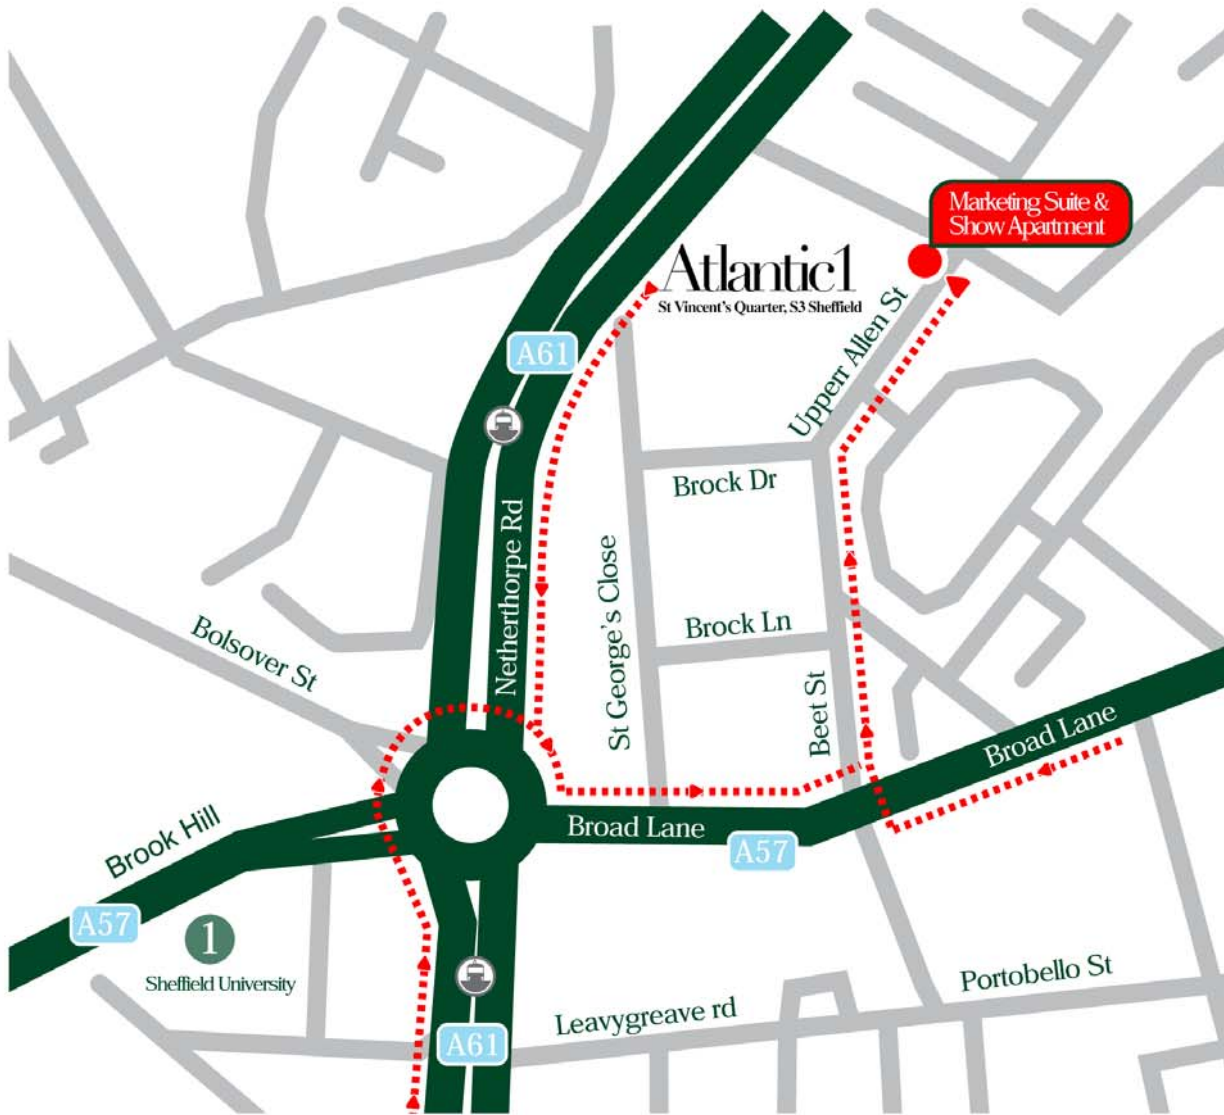 Marketing Suite &
Show Apartment
Atlantic1
St Vincent's Quarter, S3 Sheffield
A61
Upperr Allen St
Brock Dr
Netherthorpe Rd
St George's Close
Brock Ln
Bolsover St
Beet St
Broad Lane
Brook Hill
Broad Lane
A57
A57
1
Sheffield University
Portobello St
Leavygreave rd
A61